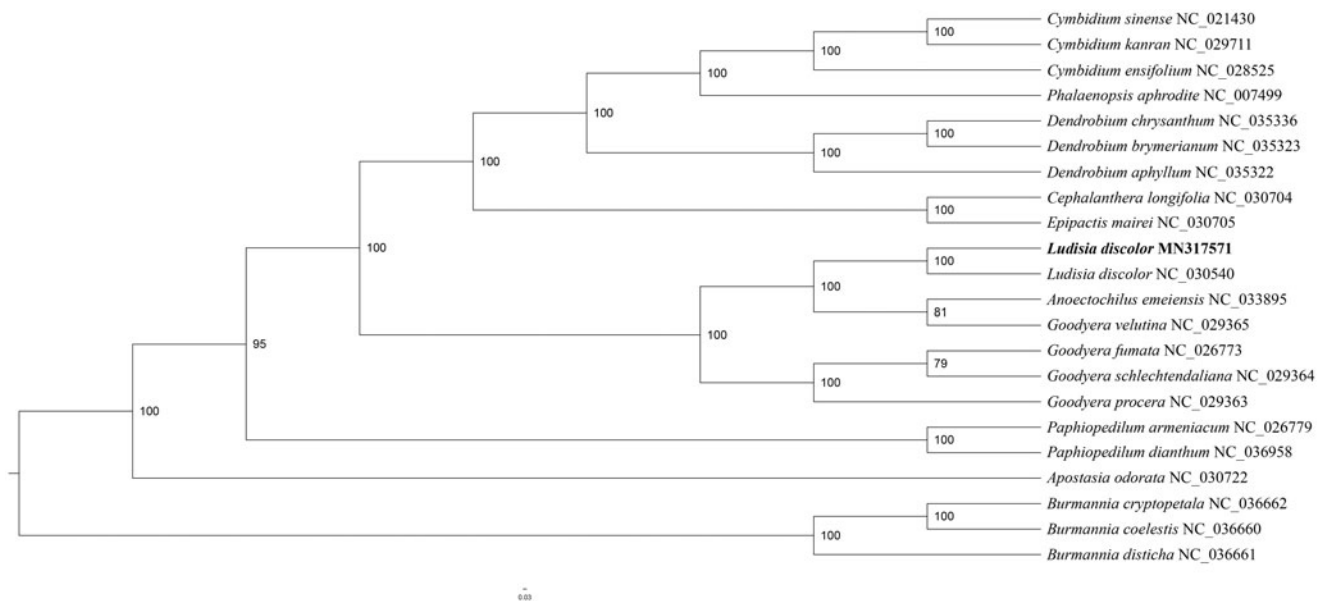 Cymbidium sinense NC_021430
100
Cymbidium kanran NC_029711
100
Cymbidium ensifolium NC_028525
100
Phalaenopsis aphrodite NC_007499
100
Dendrobium chrysanthum NC_035336
100
Dendrobium brymerianum NC_035323
100
Dendrobium aphyllum NC_035322
100
Cephalanthera longifolia NC_030704
100
Epipactis mairei NC_030705
100
Ludisia discolor MN317571
100
Ludisia discolor NC_030540
100
Anoectochilus emeiensis NC_033895
81
Goodyera velutina NC_029365
100
Goodyera fumata NC_026773
79
Goodyera schlechtendaliana NC_029364
100
Goodyera procera NC_029363
95
Paphiopedilum armeniacum NC_026779
100
Paphiopedilum dianthum NC_036958
100
Apostasia odorata NC_030722
Burmannia cryptopetala NC_036662
100
Burmannia coelestis NC_036660
100
Burmannia disticha NC_036661
0.03